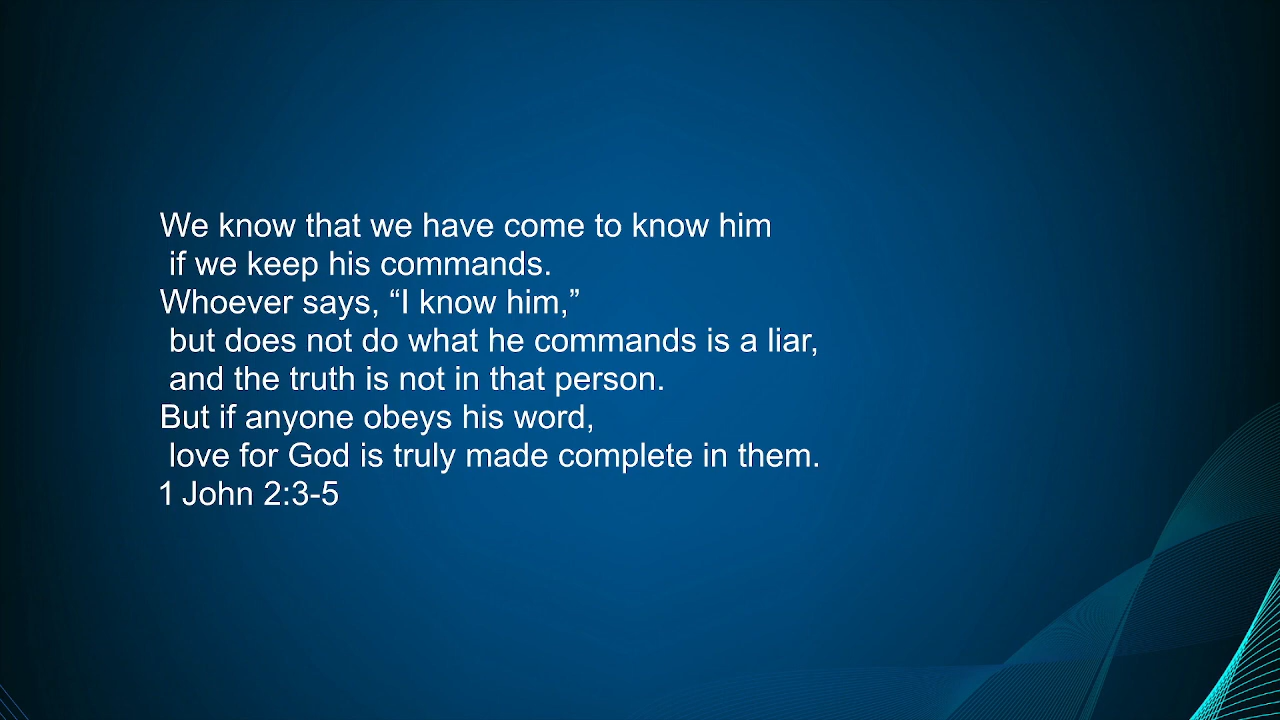 We know that we have come to know him
if we keep his commands.
Whoever says, “I know him,”
but does not do what he commands is a liar,
and the truth is not in that person.
But if anyone obeys his word,
love for God is truly made complete in them.
1 John 2:3-5